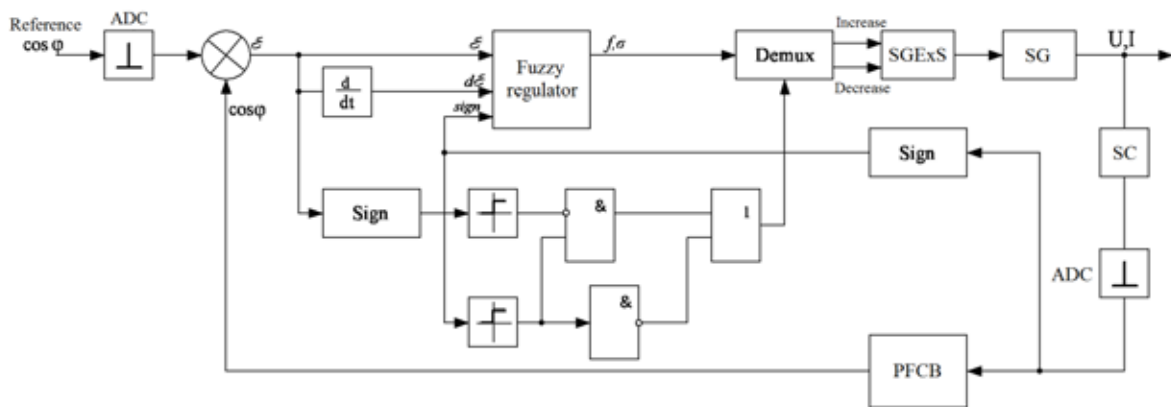 Reference
cos φ
ADC
ℰ
ℰ
dℰ
sign
Fuzzy
regulator
f,σ
Demux
Increase
Decrease
SGExS
SG
U,I
d
dt
cosφ
Sign
SC
Sign
&
1
ADC
&
PFCB